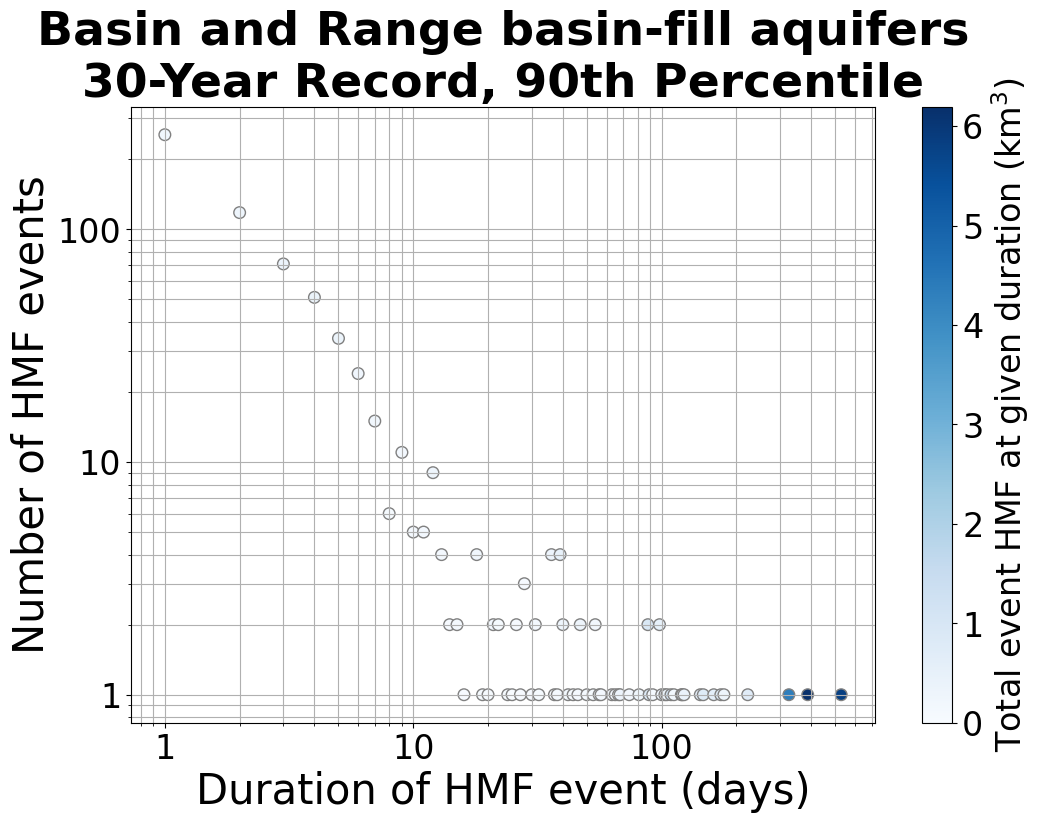 Basin and Range basin-fill aquifers
30-Year Record, 90th Percentile
Number of HMF events
100
10
1
1
10
100
Duration of HMF event (days)
6
5
4
3
2
1
0
Total event HMF at given duration (km³)